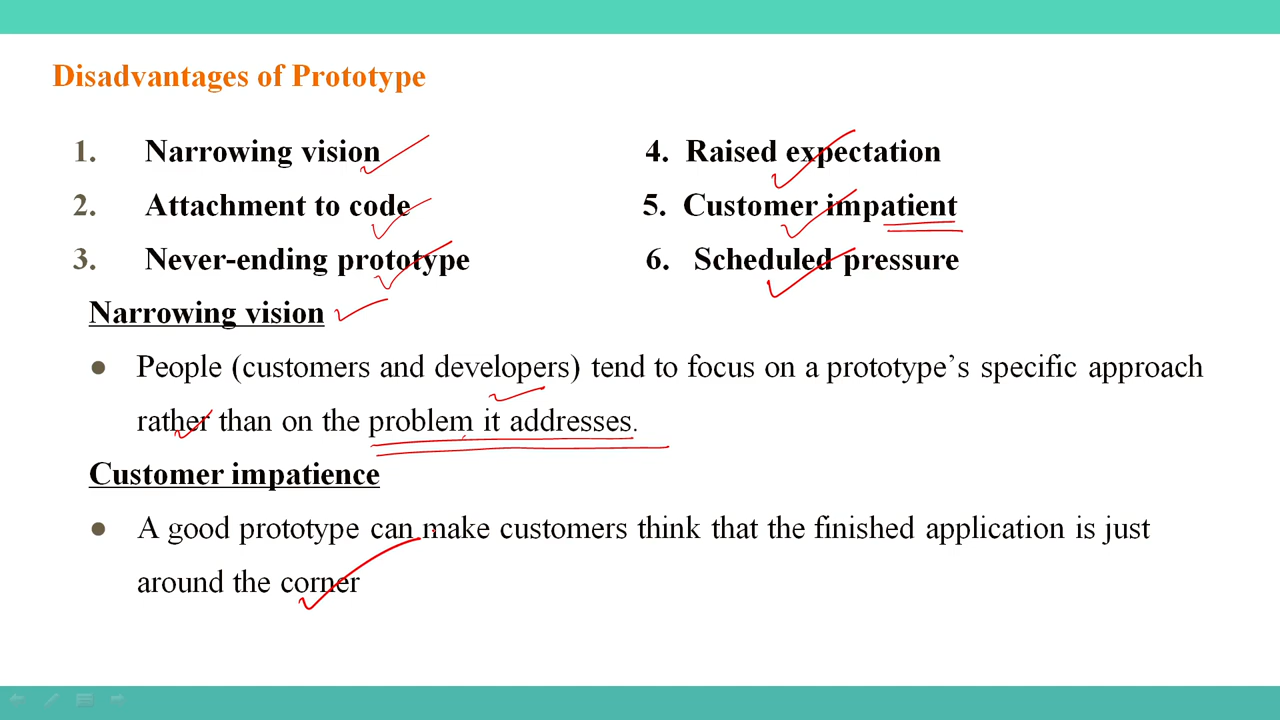 Disadvantages of Prototype
1. Narrowing vision
2. Attachment to code
3. Never-ending prototype
4. Raised expectation
5. Customer impatient
6. Scheduled pressure
Narrowing vision
● People (customers and developers) tend to focus on a prototype’s specific approach
rather than on the problem it addresses.
Customer impatience
● A good prototype can make customers think that the finished application is just
around the corner